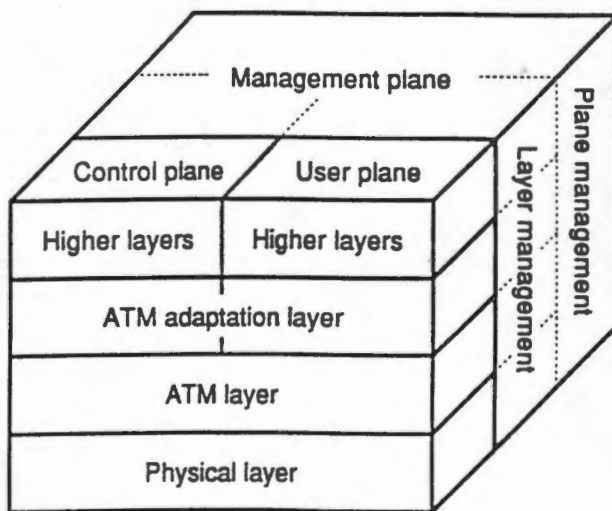 Management plane
Control plane
User plane
Higher layers
Higher layers
ATM adaptation layer
ATM layer
Physical layer
Layer management
Plane management